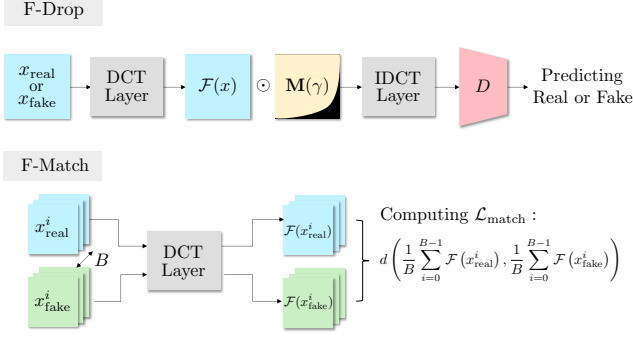 F-Drop
x_real
or
x_fake
DCT
Layer
ℱ(x)
⊙
M(γ)
IDCT
Layer
D
Predicting
Real or Fake
F-Match
x^i_real
B
x^i_fake
DCT
Layer
ℱ(x^i_real)
ℱ(x^i_fake)
Computing ℒ_match :
d ( 1/B ∑_{i=0}^{B−1} ℱ (x^i_real) , 1/B ∑_{i=0}^{B−1} ℱ (x^i_fake) )